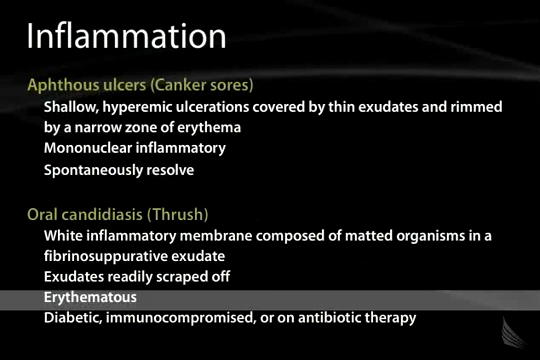 Inflammation
Aphthous ulcers (Canker sores)
Shallow, hyperemic ulcerations covered by thin exudates and rimmed
by a narrow zone of erythema
Mononuclear inflammatory
Spontaneously resolve
Oral candidiasis (Thrush)
White inflammatory membrane composed of matted organisms in a
fibrinosuppurative exudate
Exudates readily scraped off
Erythematous
Diabetic, immunocompromised, or on antibiotic therapy